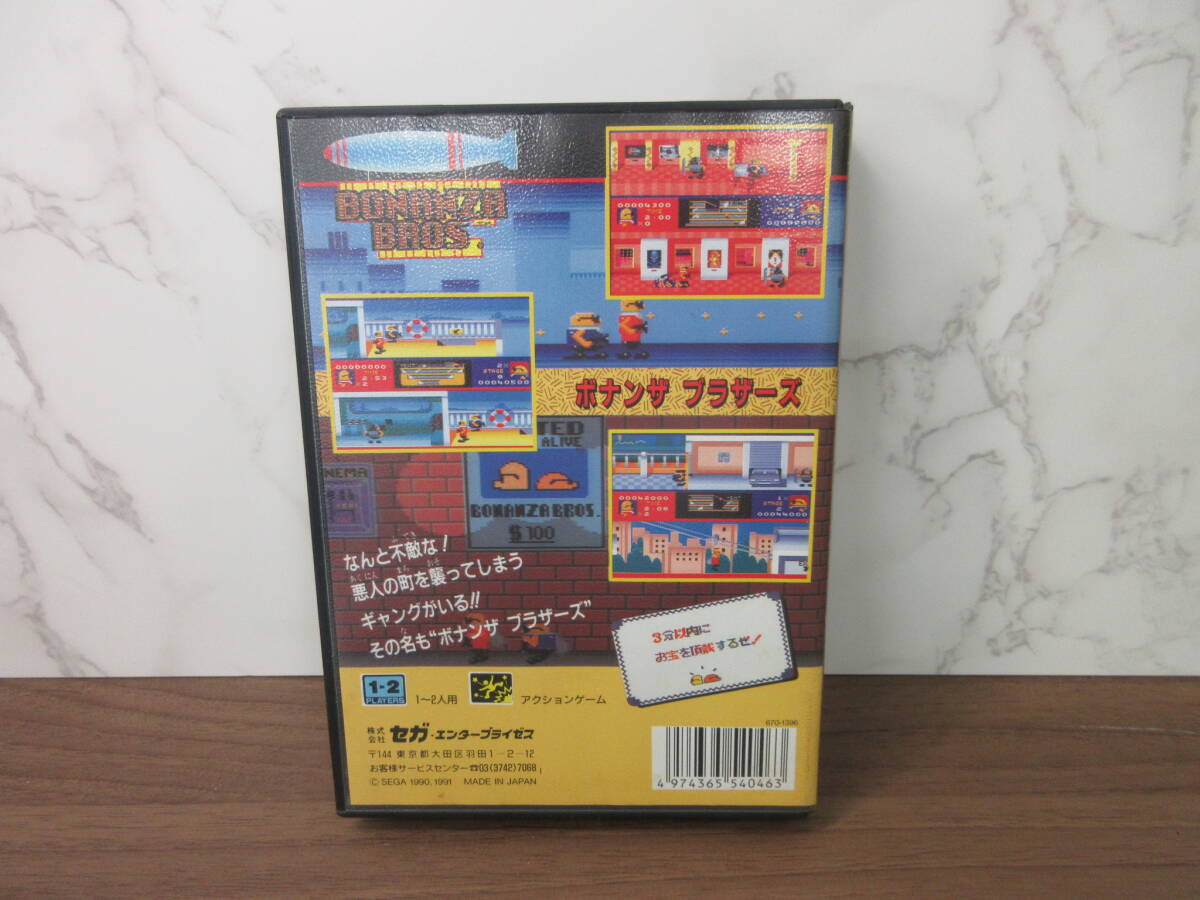 BONANZA
BROS.
ボナンザ ブラザーズ
TED
ALIVE
BONANZA BROS.
$100
NEMA
なんと不敵な!
悪人の町を襲ってしまう
ギャングがいる!!
その名も“ボナンザ ブラザーズ”
3分以内に
お宝を頂戴するぜ!
1-2
PLAYERS
1〜2人用
アクションゲーム
株式会社 セガ・エンタープライゼス
〒144 東京都大田区羽田1-2-12
お客様サービスセンター☎03(3742)7068
© SEGA 1990, 1991 MADE IN JAPAN
670-1396
4 974365 540463